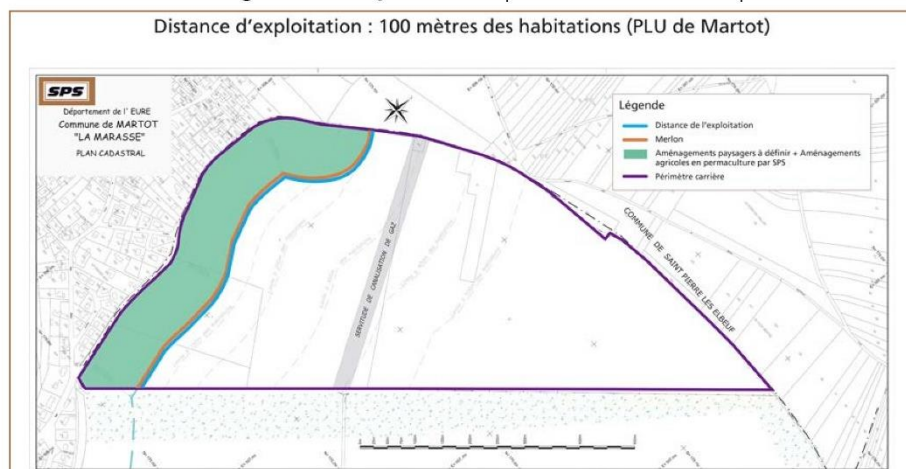 Distance d'exploitation : 100 mètres des habitations (PLU de Martot)
SPS
Département de l' EURE
Commune de MARTOT
"LA MARASSE"
PLAN CADASTRAL
Légende
Distance de l'exploitation
Merlon
Aménagements paysagers à définir + Aménagements
agricoles en permaculture par SPS
Périmètre carrière
SERVITUDE DE CANALISATION DE GAZ
COMMUNE DE SAINT PIERRE LES ELBEUF